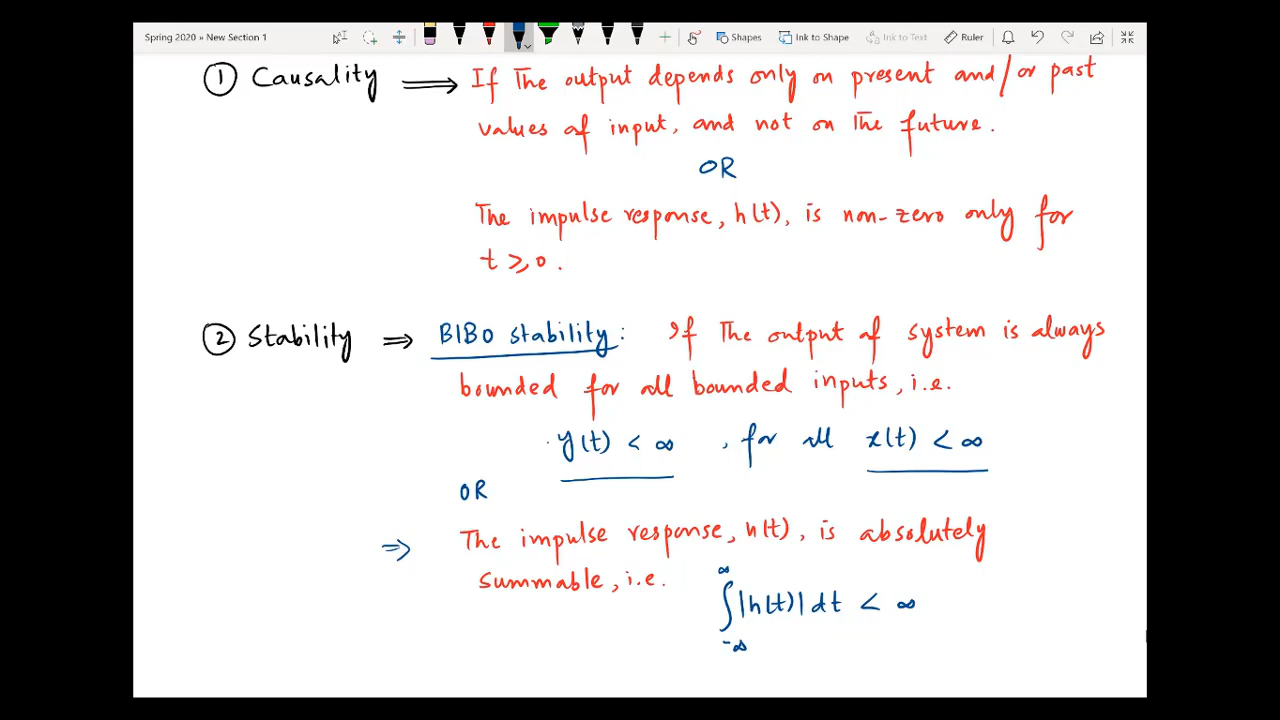 Spring 2020 » New Section 1
Shapes Ink to Shape Ink to Text Ruler
① Causality ⟹ If The output depends only on present and/or past
values of input, and not on The future.
OR
The impulse response, h(t), is non-zero only for
t ≥ 0.
② Stability ⇒ BIBO stability: If The output of system is always
bounded for all bounded inputs, i.e.
y(t) < ∞ , for all x(t) < ∞
OR
⇒ The impulse response, h(t), is absolutely
summable, i.e. ∫_{-∞}^{∞} |h(t)| dt < ∞